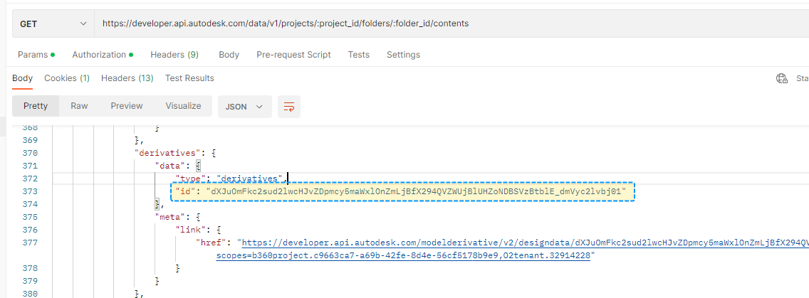 GET https://developer.api.autodesk.com/data/v1/projects/:project_id/folders/:folder_id/contents
Params Authorization Headers (9) Body Pre-request Script Tests Settings
Body Cookies (1) Headers (13) Test Results Sta
Pretty Raw Preview Visualize JSON
368 }
369 },
370 "derivatives": {
371 "data": {
372 "type": "derivatives",
373 "id": "dXJuOmFkc2sud2lwcHJvZDpmcy5maWxlOnZmLjBfX294QVZWUjBlUHZoNDBSVzBtblE_dmVyc2lvbj01"
374 },
375 "meta": {
376 "link": {
377 "href": "https://developer.api.autodesk.com/modelderivative/v2/designdata/dXJuOmFkc2sud2lwcHJvZDpmcy5maWxlOnZmLjBfX294QV
scopes=b360project.c9663ca7-a69b-42fe-8d4e-56cf5178b9e9,O2tenant.32914228"
378 }
379 }
380 },